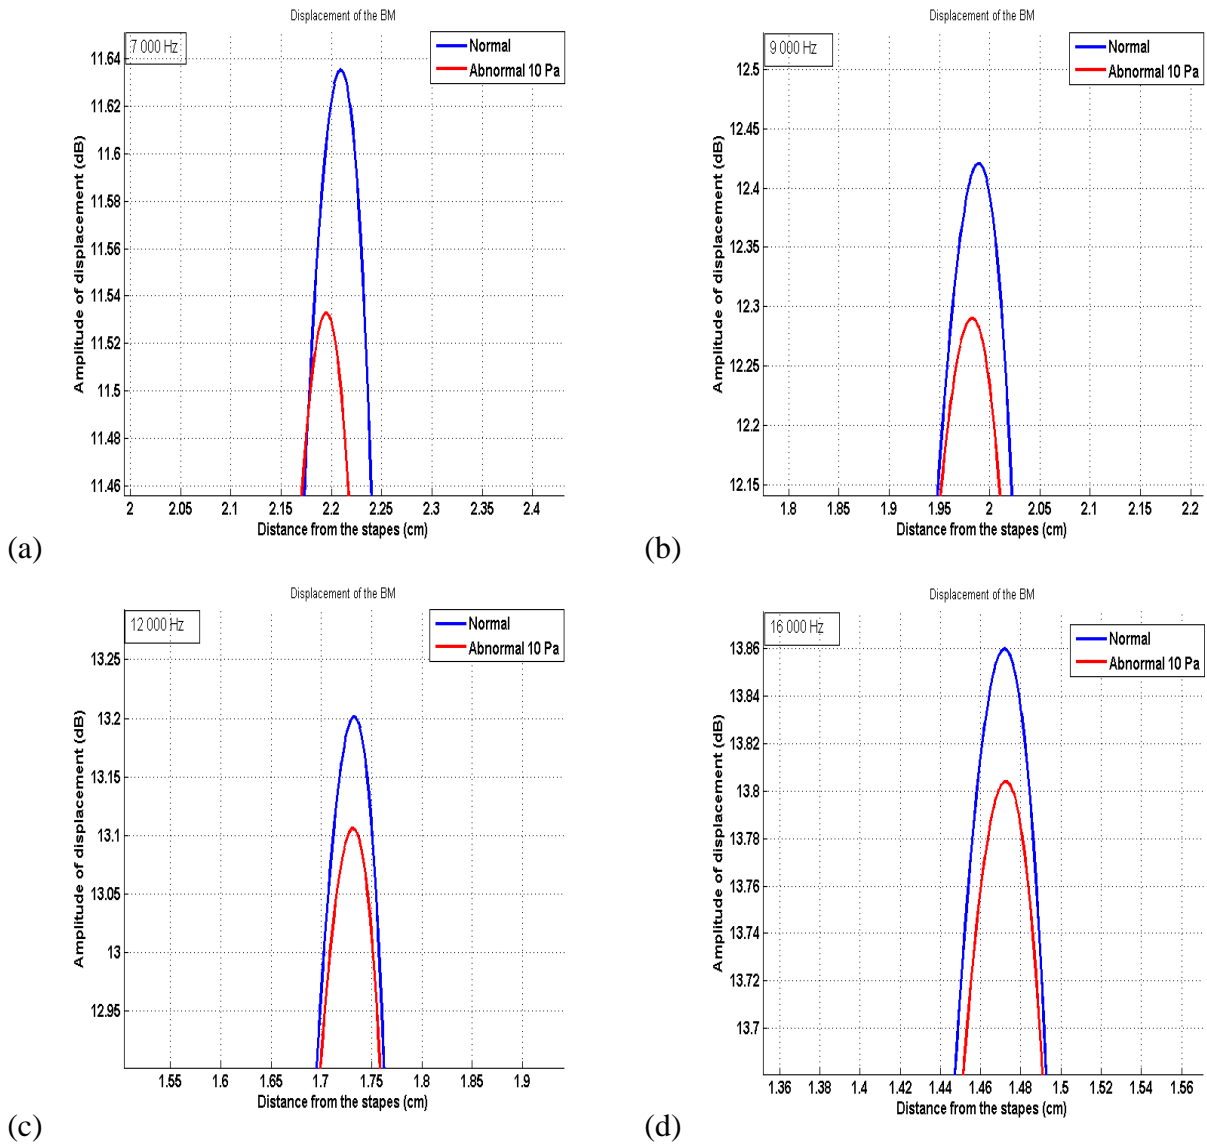 Displacement of the BM
7 000 Hz
Normal
Abnormal 10 Pa
11.64
11.62
11.6
11.58
11.56
11.54
11.52
11.5
11.48
11.46
Amplitude of displacement (dB)
2 2.05 2.1 2.15 2.2 2.25 2.3 2.35 2.4
Distance from the stapes (cm)
(a)
Displacement of the BM
9 000 Hz
Normal
Abnormal 10 Pa
12.5
12.45
12.4
12.35
12.3
12.25
12.2
12.15
Amplitude of displacement (dB)
1.8 1.85 1.9 1.95 2 2.05 2.1 2.15 2.2
Distance from the stapes (cm)
(b)
Displacement of the BM
12 000 Hz
Normal
Abnormal 10 Pa
13.25
13.2
13.15
13.1
13.05
13
12.95
Amplitude of displacement (dB)
1.55 1.6 1.65 1.7 1.75 1.8 1.85 1.9
Distance from the stapes (cm)
(c)
Displacement of the BM
16 000 Hz
Normal
Abnormal 10 Pa
13.86
13.84
13.82
13.8
13.78
13.76
13.74
13.72
13.7
Amplitude of displacement (dB)
1.36 1.38 1.4 1.42 1.44 1.46 1.48 1.5 1.52 1.54 1.56
Distance from the stapes (cm)
(d)